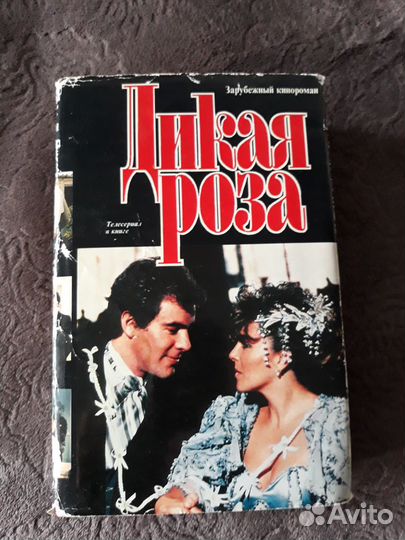 Зарубежный кинороман
Дикая
роза
Телесериал
в книге
Avito